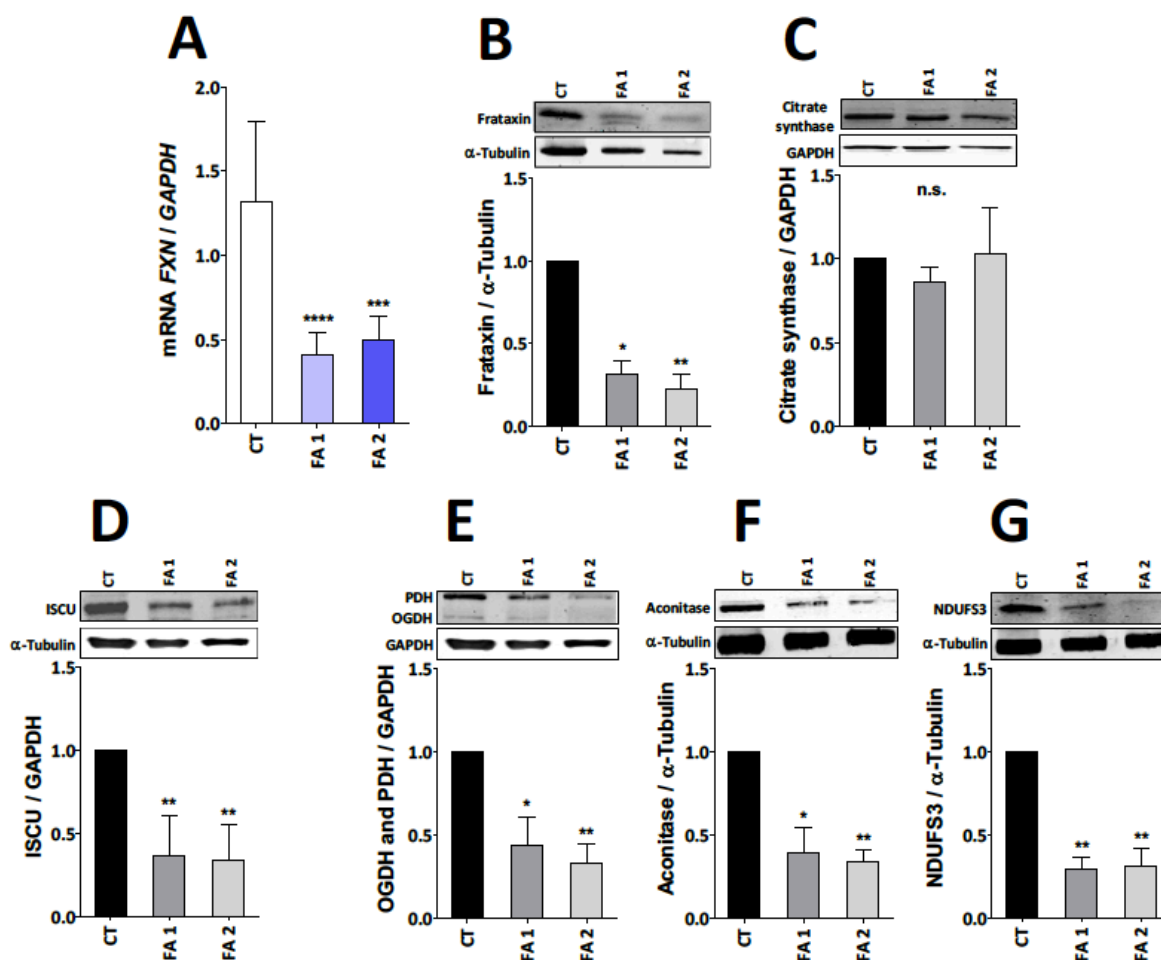 A
mRNA FXN / GAPDH
2.0
1.5
1.0
0.5
0.0
****
***
CT
FA 1
FA 2
B
CT
FA 1
FA 2
Frataxin
α-Tubulin
Frataxin / α-Tubulin
1.5
1.0
0.5
0.0
*
**
CT
FA 1
FA 2
C
CT
FA 1
FA 2
Citrate
synthase
GAPDH
Citrate synthase / GAPDH
1.5
1.0
0.5
0.0
n.s.
CT
FA 1
FA 2
D
CT
FA 1
FA 2
ISCU
α-Tubulin
ISCU / GAPDH
1.5
1.0
0.5
0.0
**
**
CT
FA 1
FA 2
E
CT
FA 1
FA 2
PDH
OGDH
GAPDH
OGDH and PDH / GAPDH
1.5
1.0
0.5
0.0
*
**
CT
FA 1
FA 2
F
CT
FA 1
FA 2
Aconitase
α-Tubulin
Aconitase / α-Tubulin
1.5
1.0
0.5
0.0
*
**
CT
FA 1
FA 2
G
CT
FA 1
FA 2
NDUFS3
α-Tubulin
NDUFS3 / α-Tubulin
1.5
1.0
0.5
0.0
**
**
CT
FA 1
FA 2